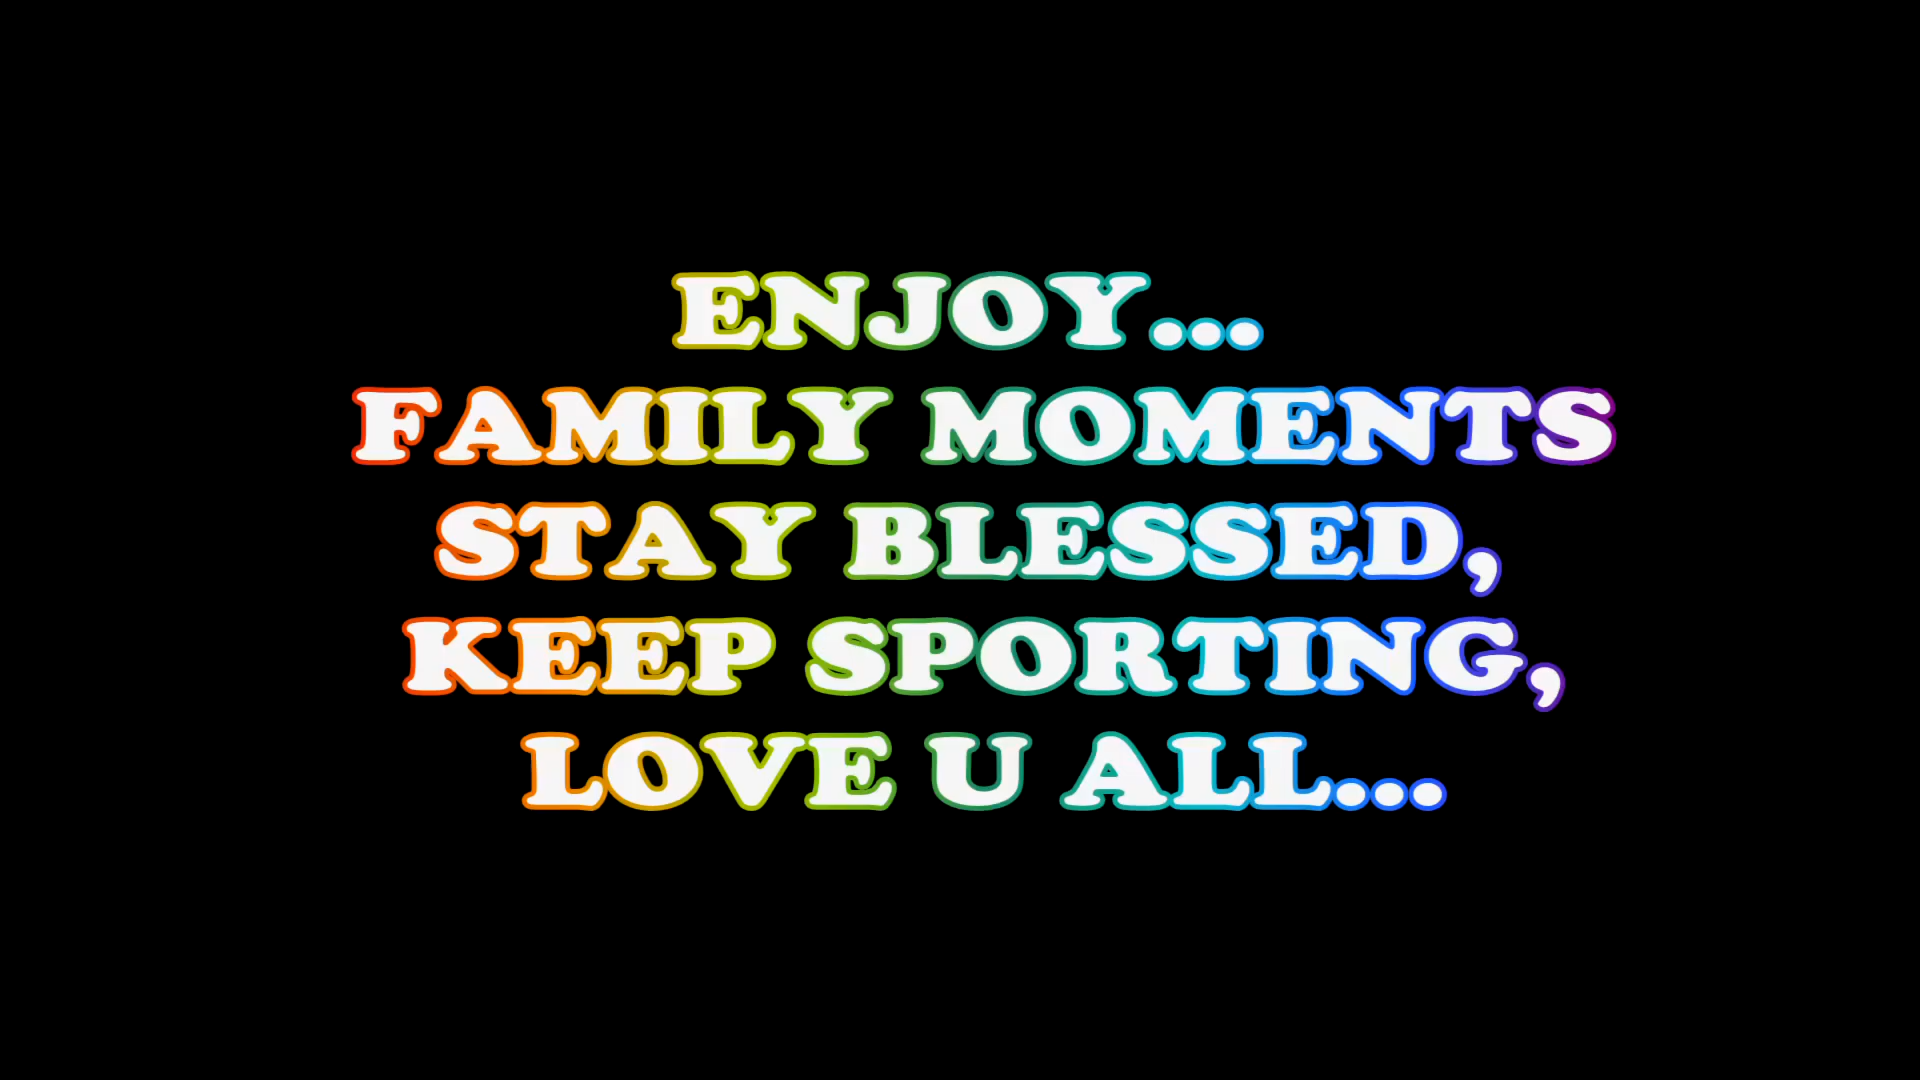 ENJOY...
FAMILY MOMENTS
STAY BLESSED,
KEEP SPORTING,
LOVE U ALL...